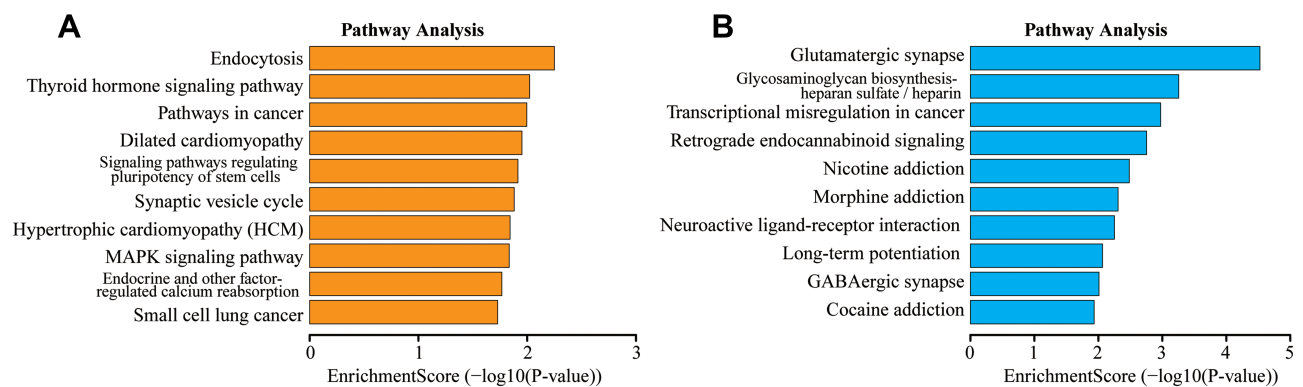 A
Pathway Analysis
Endocytosis
Thyroid hormone signaling pathway
Pathways in cancer
Dilated cardiomyopathy
Signaling pathways regulating
pluripotency of stem cells
Synaptic vesicle cycle
Hypertrophic cardiomyopathy (HCM)
MAPK signaling pathway
Endocrine and other factor-
regulated calcium reabsorption
Small cell lung cancer
0 1 2 3
EnrichmentScore (−log10(P-value))
B
Pathway Analysis
Glutamatergic synapse
Glycosaminoglycan biosynthesis-
heparan sulfate / heparin
Transcriptional misregulation in cancer
Retrograde endocannabinoid signaling
Nicotine addiction
Morphine addiction
Neuroactive ligand-receptor interaction
Long-term potentiation
GABAergic synapse
Cocaine addiction
0 1 2 3 4 5
EnrichmentScore (−log10(P-value))